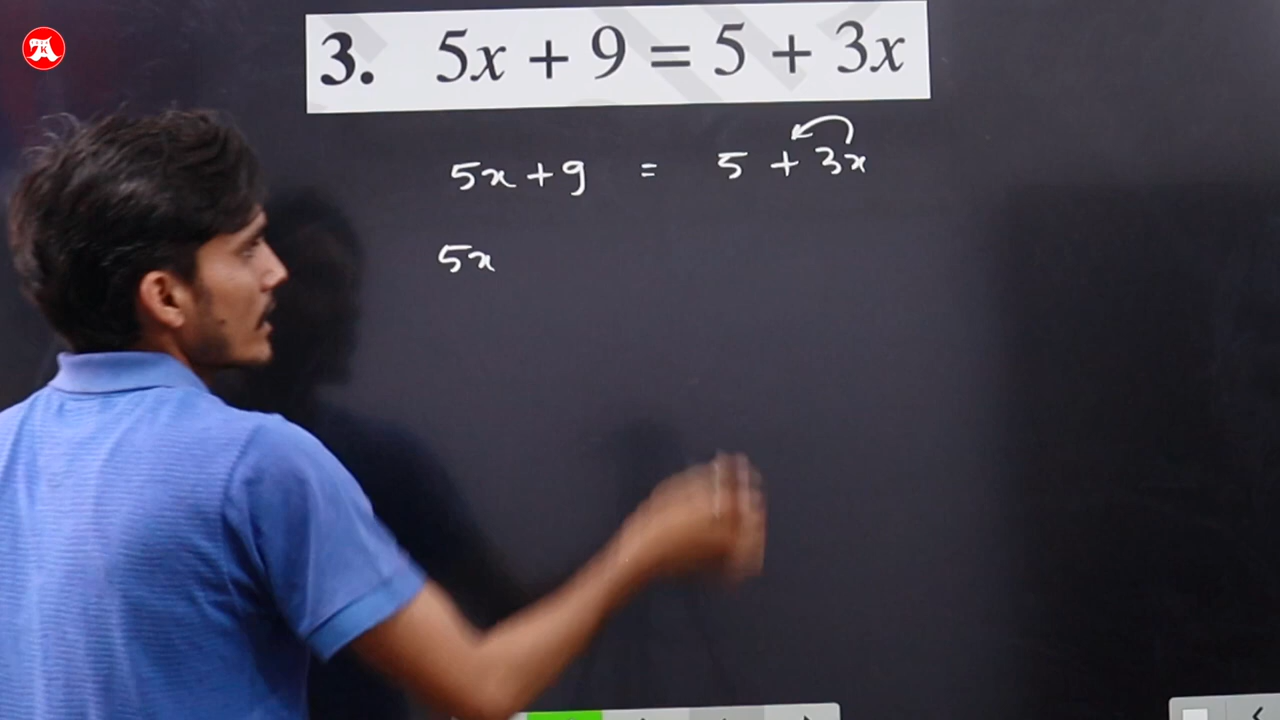 3. 5x + 9 = 5 + 3x
5x + 9 = 5 + 3x
5x